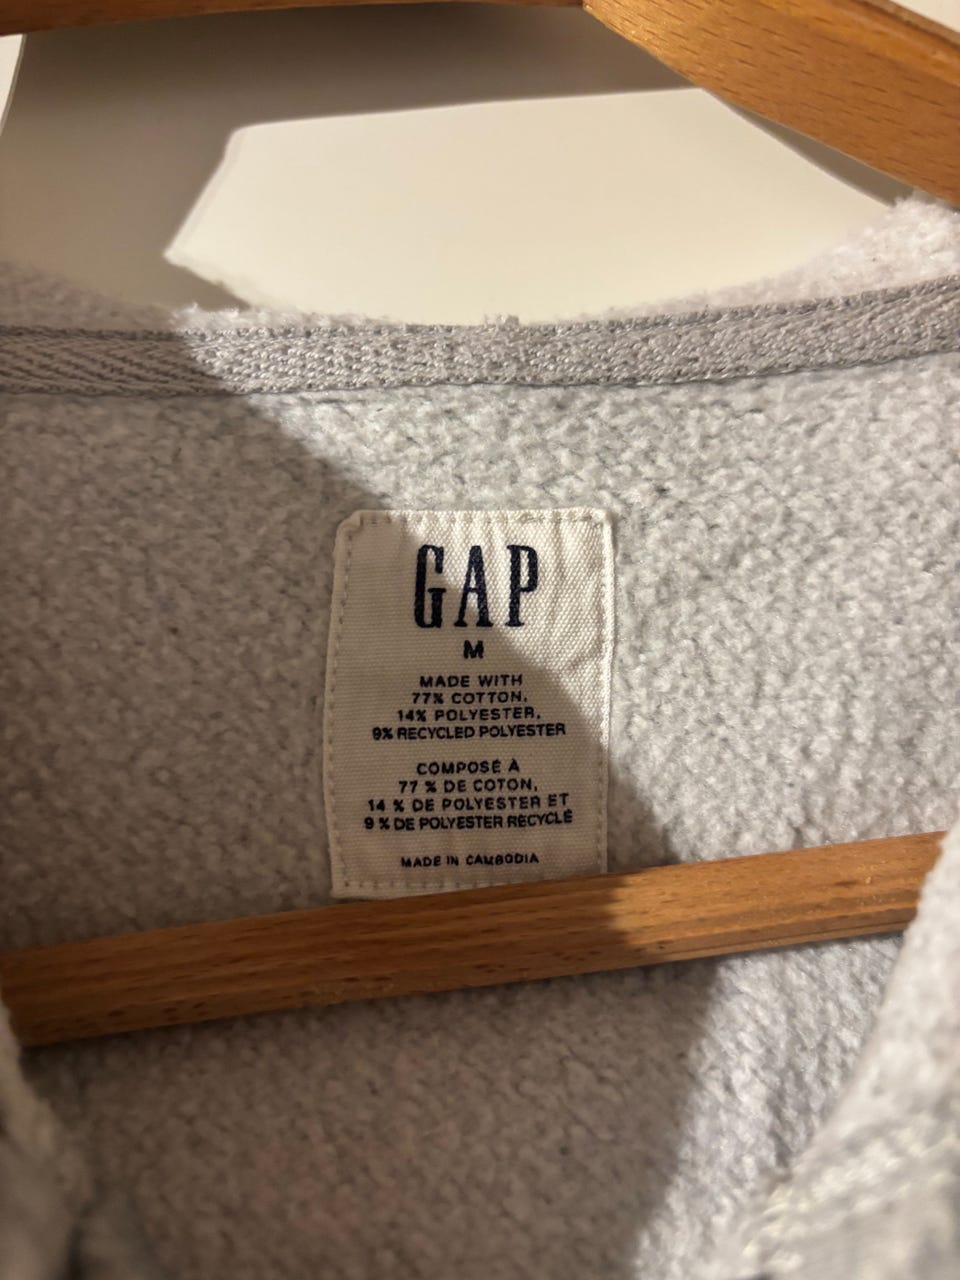 GAP
M
MADE WITH
77% COTTON,
14% POLYESTER,
9% RECYCLED POLYESTER
COMPOSÉ À
77 % DE COTON,
14 % DE POLYESTER ET
9 % DE POLYESTER RECYCLÉ
MADE IN CAMBODIA